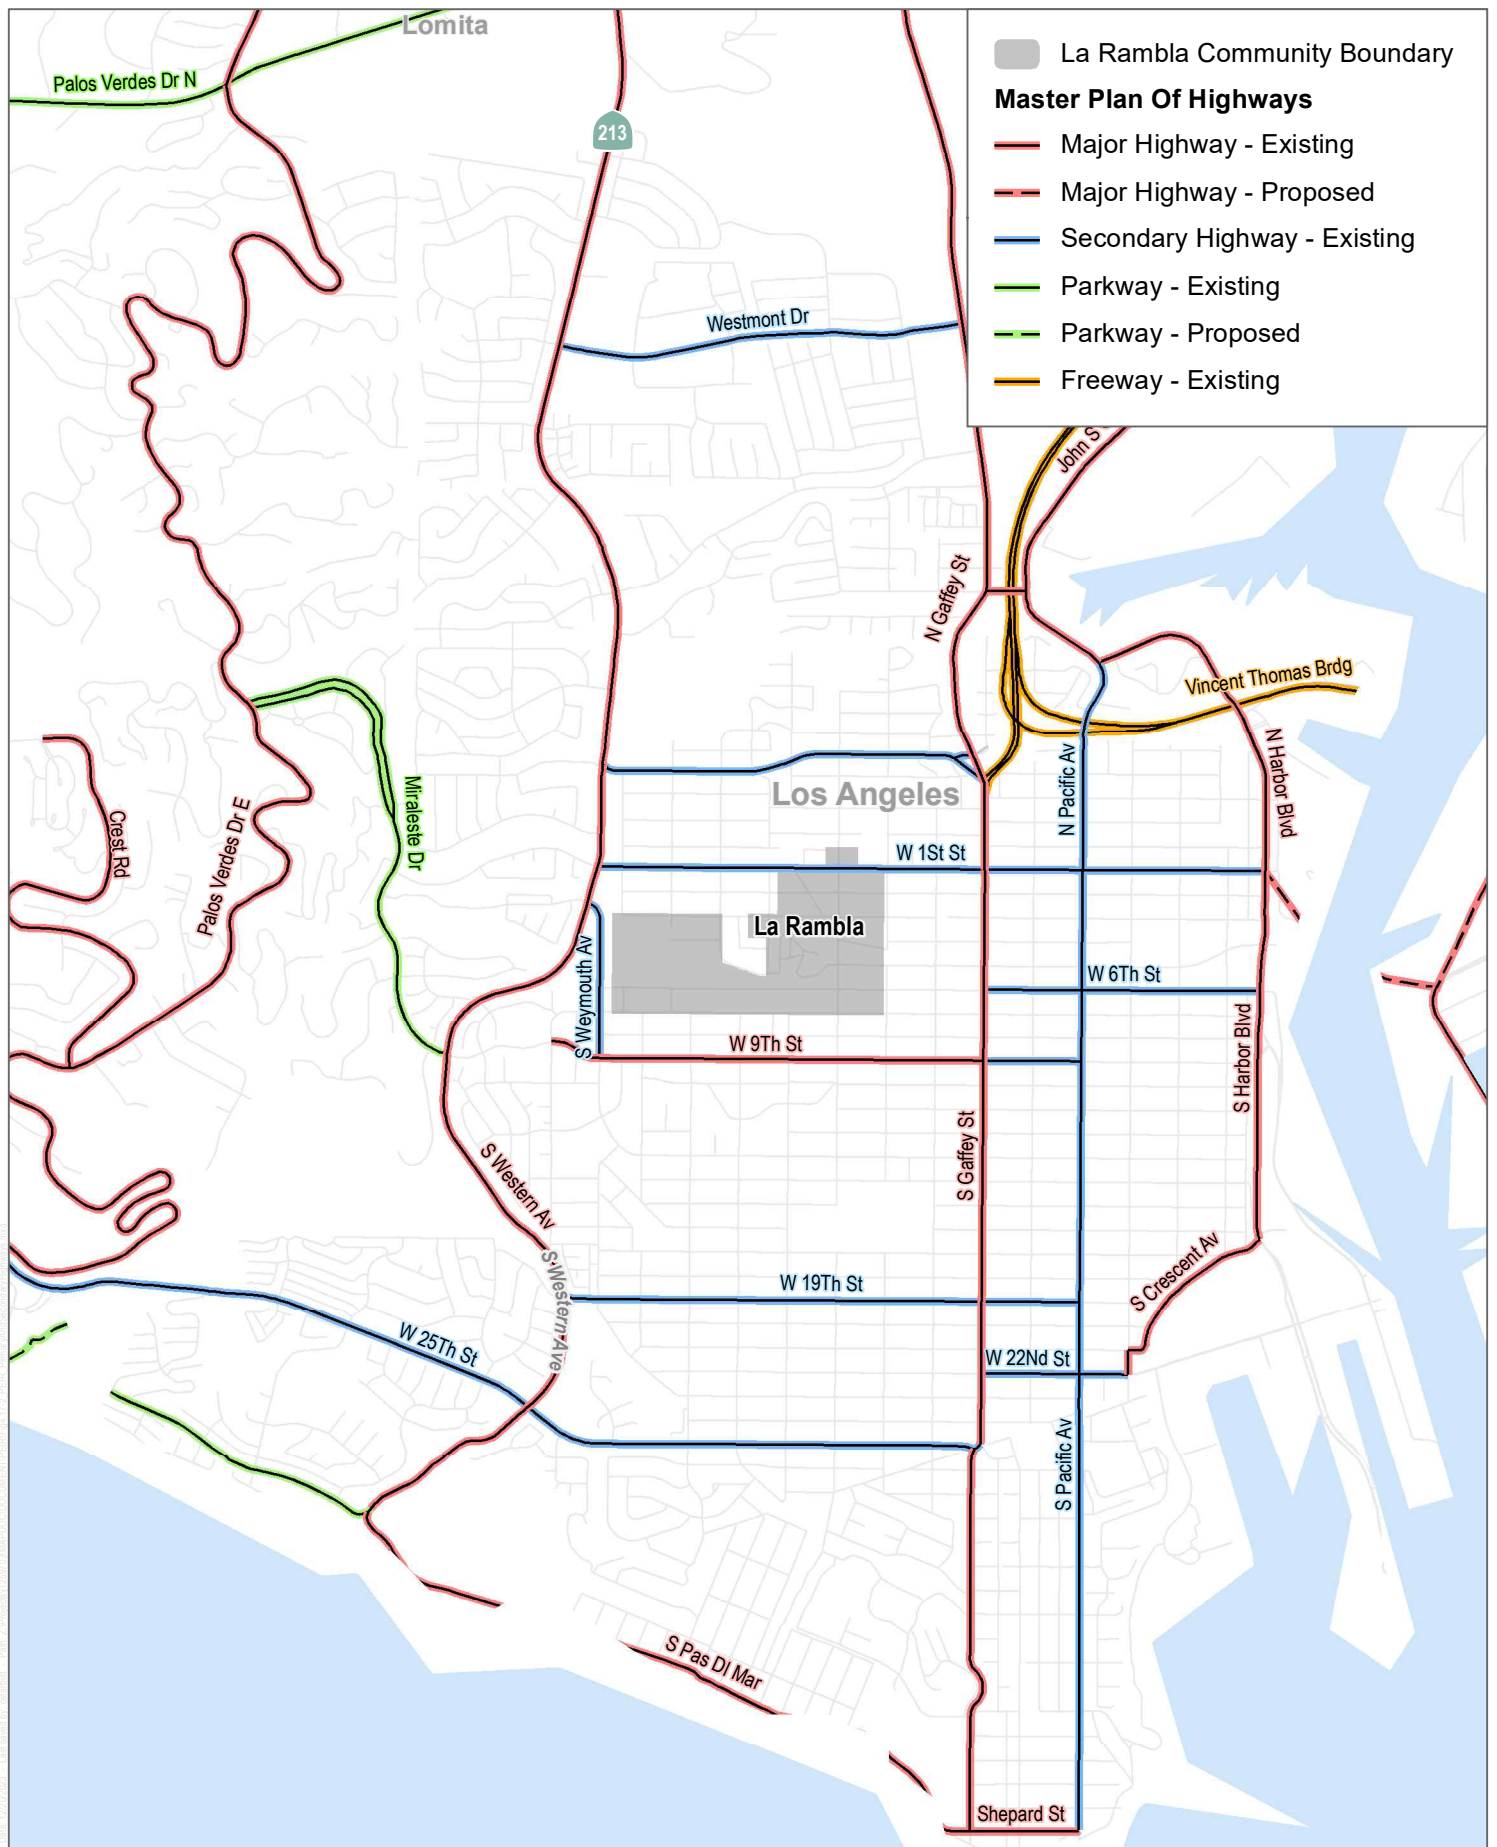 Lomita
La Rambla Community Boundary
Master Plan Of Highways
Major Highway - Existing
Major Highway - Proposed
Secondary Highway - Existing
Parkway - Existing
Parkway - Proposed
Freeway - Existing
Palos Verdes Dr N
213
Westmont Dr
John S
N Gaffey St
Vincent Thomas Brdg
N Pacific Av
N Harbor Blvd
Miraleste Dr
Crest Rd
Palos Verdes Dr E
Los Angeles
W 1St St
La Rambla
S Weymouth Av
W 6Th St
W 9Th St
S Harbor Blvd
S Gaffey St
S Western Av
S Western Ave
S Crescent Av
W 19Th St
W 25Th St
W 22Nd St
S Pacific Av
S Pas Dl Mar
Shepard St